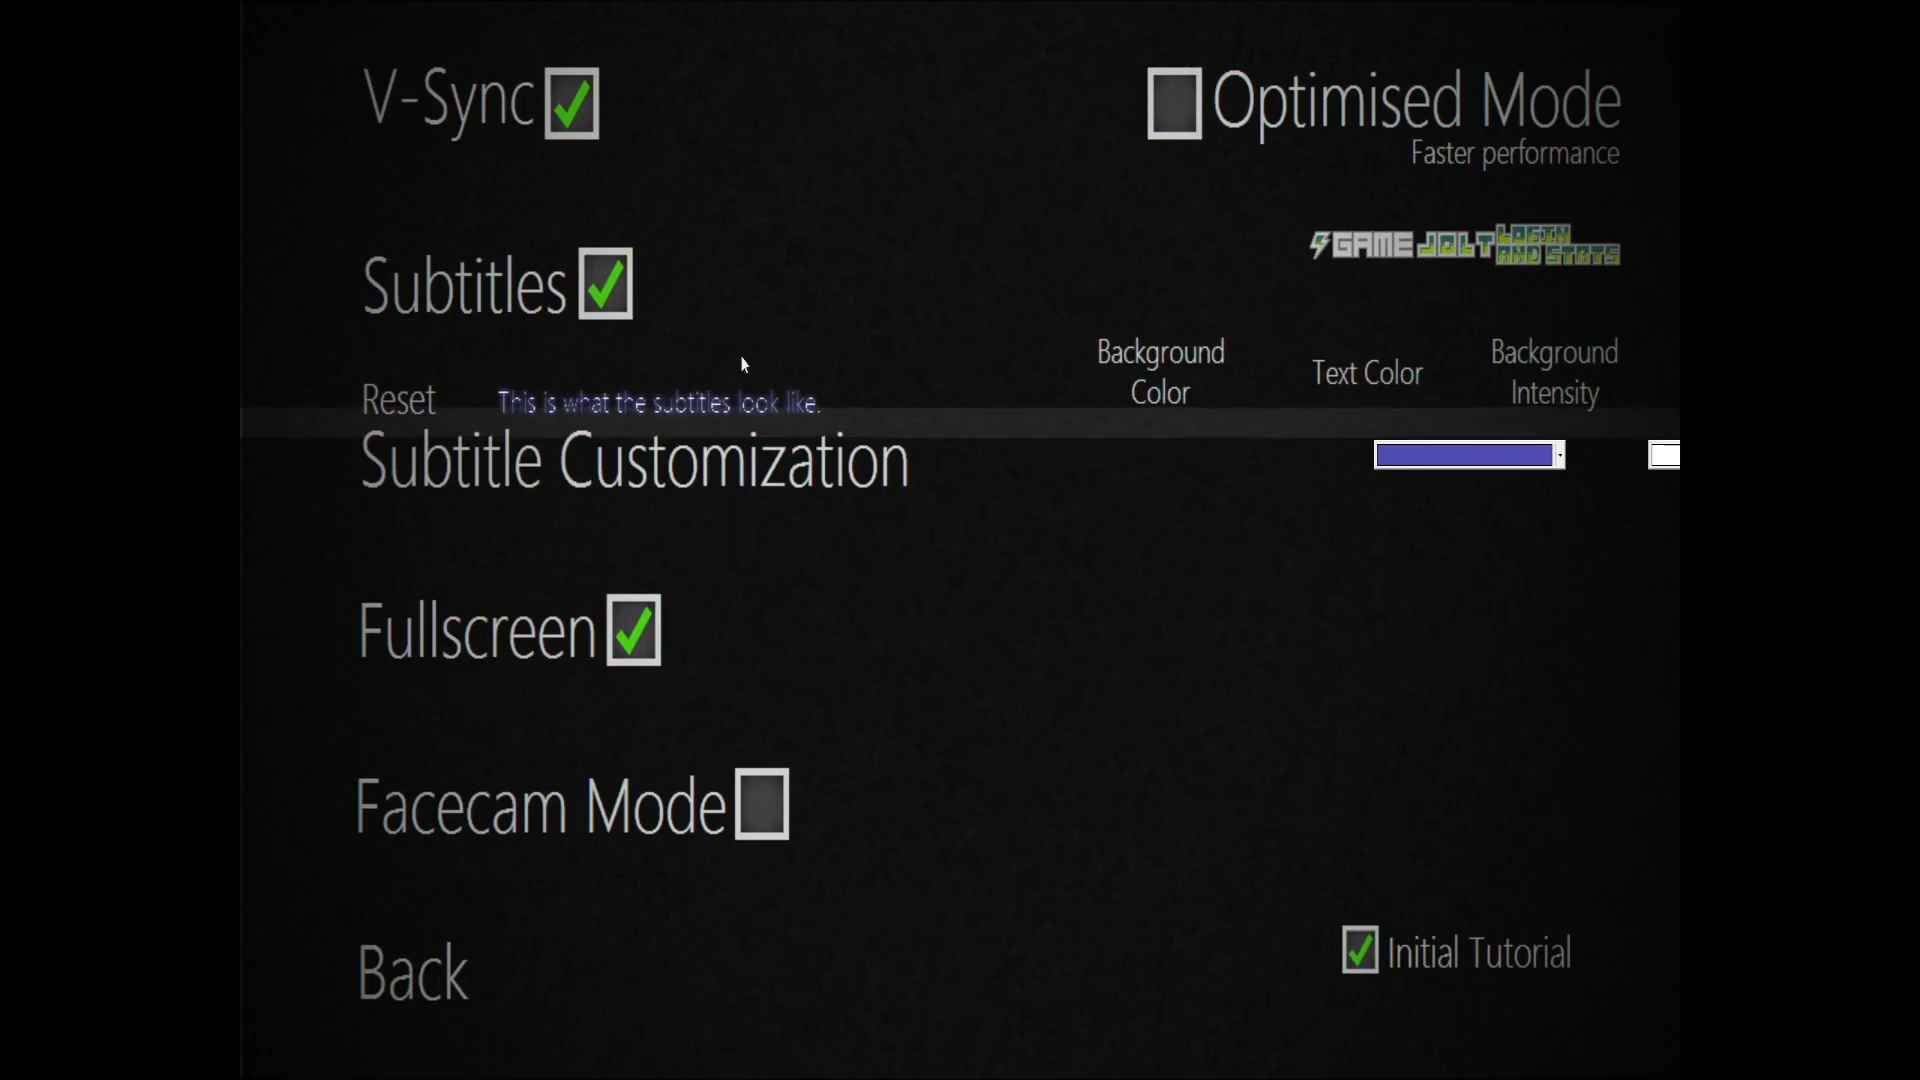 V-Sync
Optimised Mode
Faster performance
GAME JOLT LOGIN AND STATS
Subtitles
Background Color
Text Color
Background Intensity
Reset
This is what the subtitles look like.
Subtitle Customization
Fullscreen
Facecam Mode
Initial Tutorial
Back